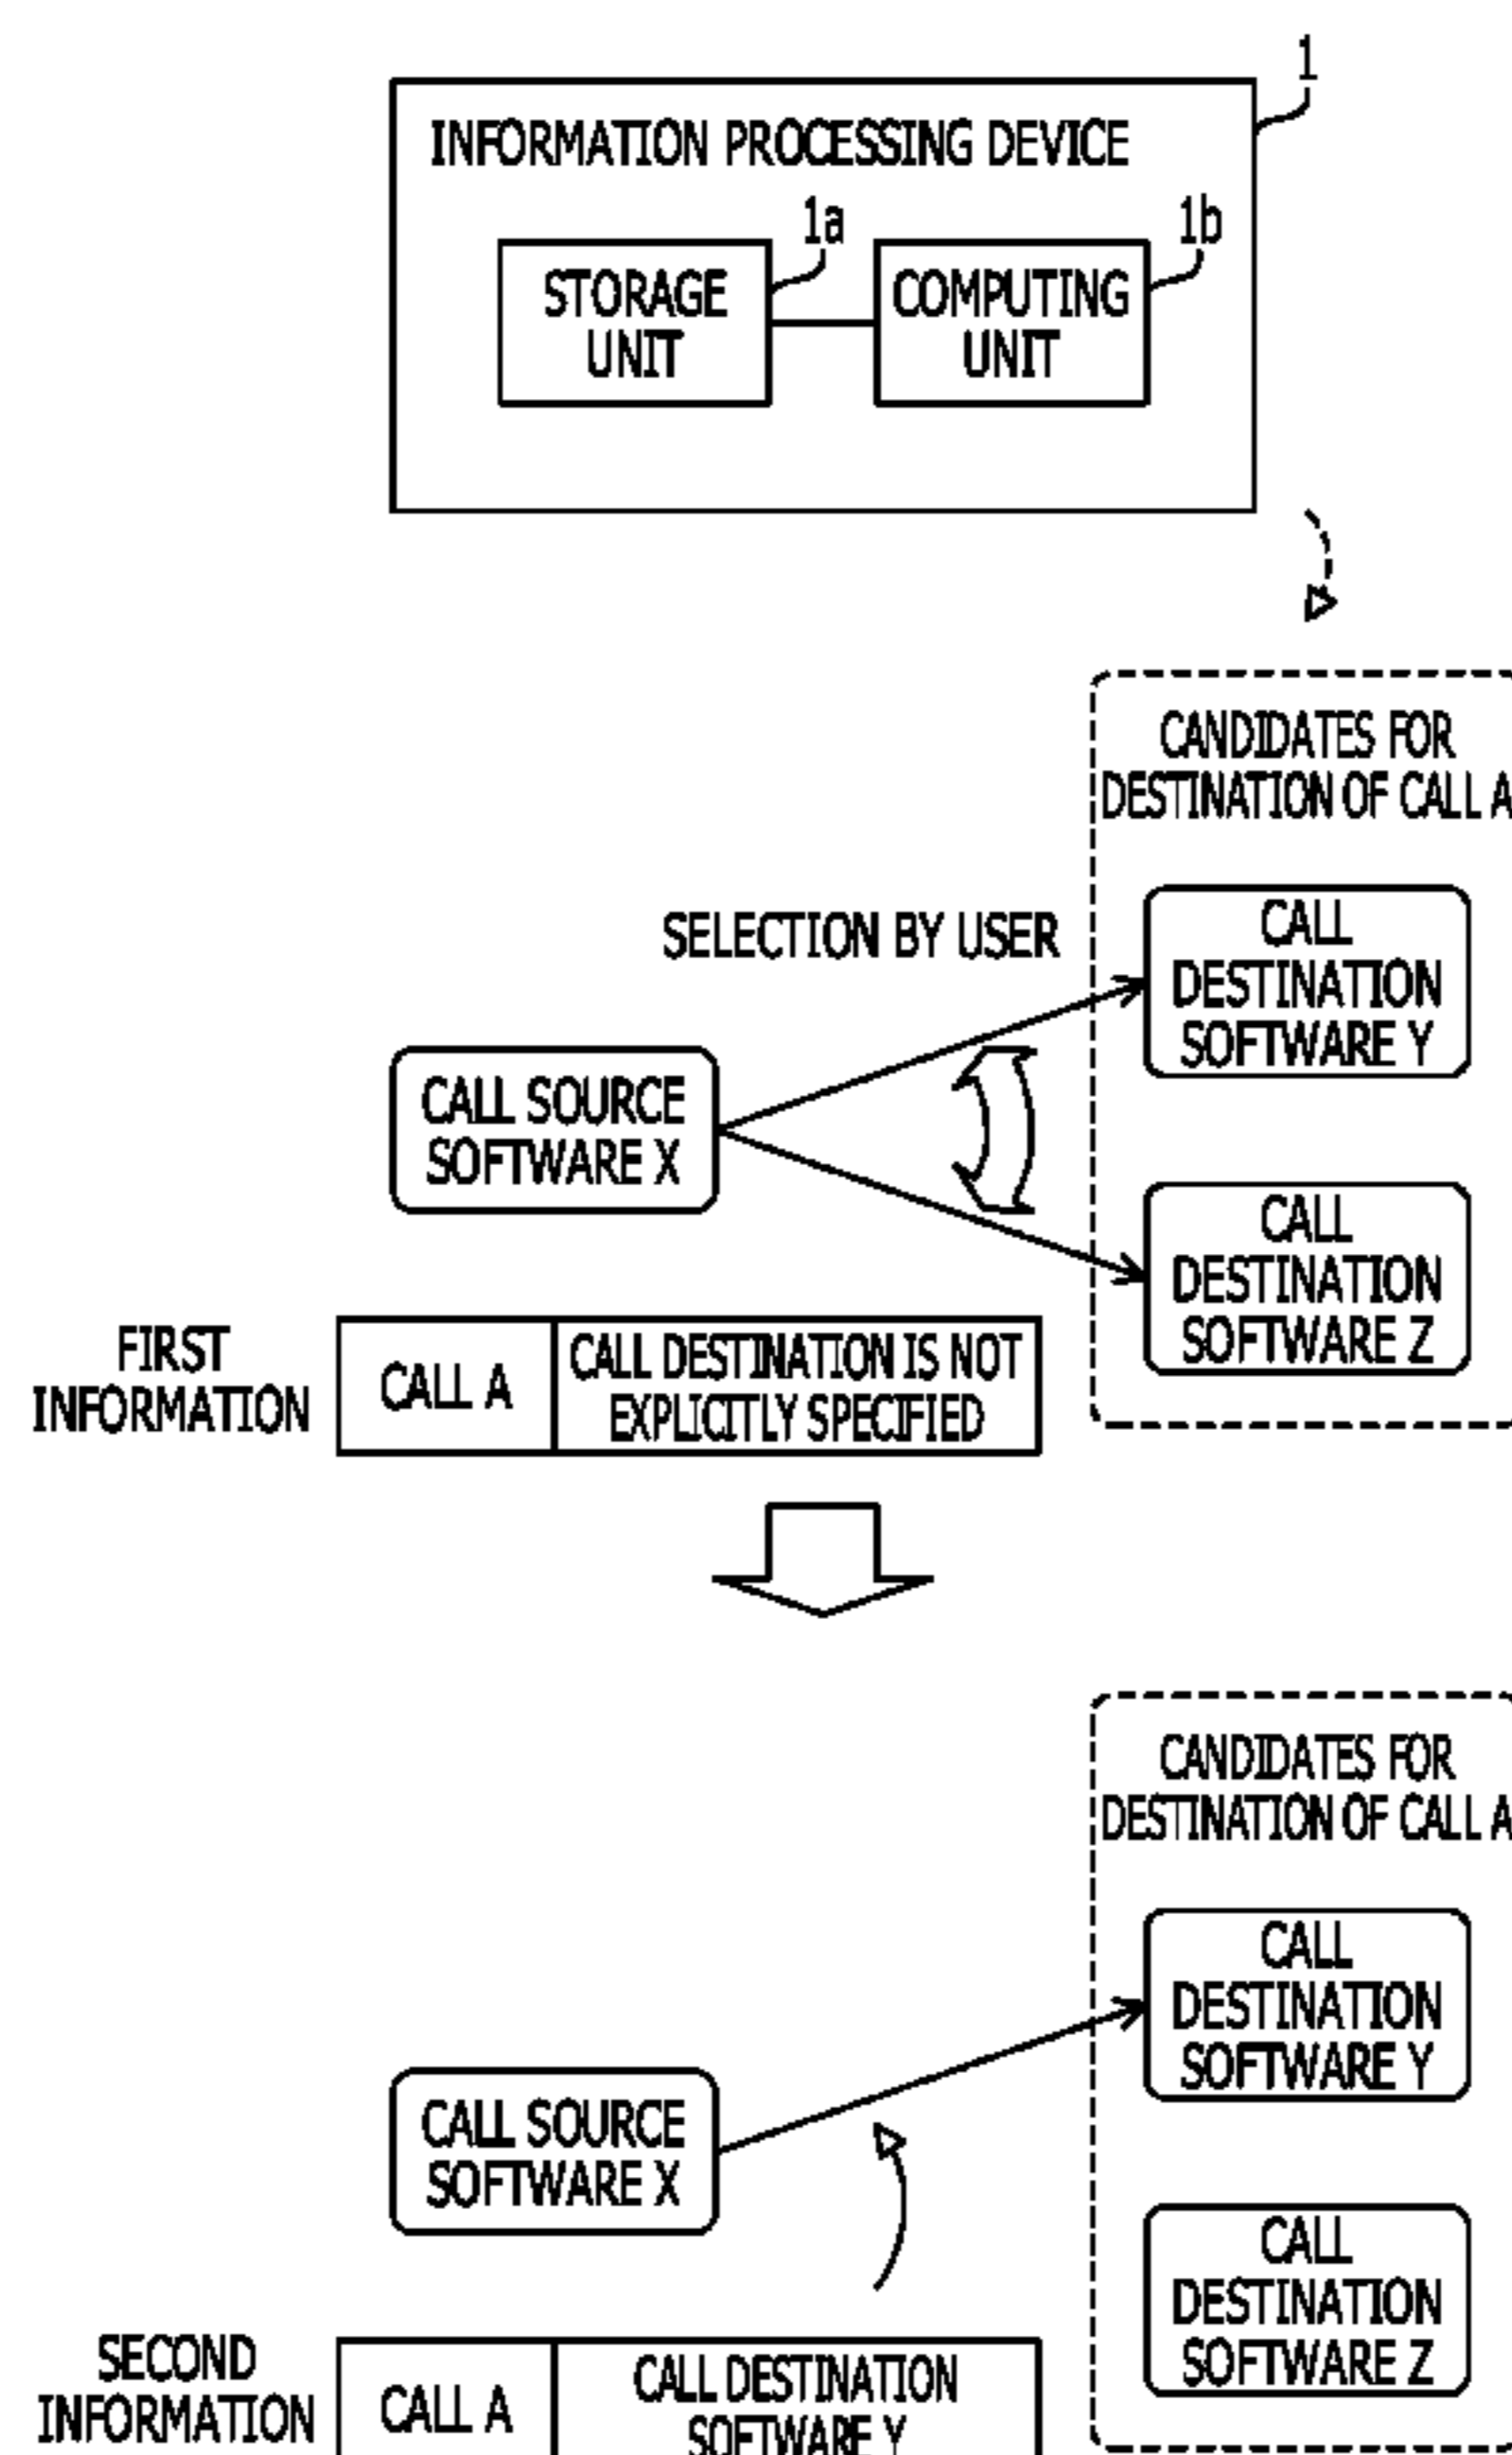 1
INFORMATION PROCESSING DEVICE
1a
1b
STORAGE
UNIT
COMPUTING
UNIT
CANDIDATES FOR
DESTINATION OF CALL A
SELECTION BY USER
CALL
DESTINATION
SOFTWARE Y
CALL SOURCE
SOFTWARE X
CALL
DESTINATION
SOFTWARE Z
FIRST
INFORMATION
CALL A
CALL DESTINATION IS NOT
EXPLICITLY SPECIFIED
CANDIDATES FOR
DESTINATION OF CALL A
CALL
DESTINATION
SOFTWARE Y
CALL SOURCE
SOFTWARE X
CALL
DESTINATION
SOFTWARE Z
SECOND
INFORMATION
CALL A
CALL DESTINATION
SOFTWARE Y